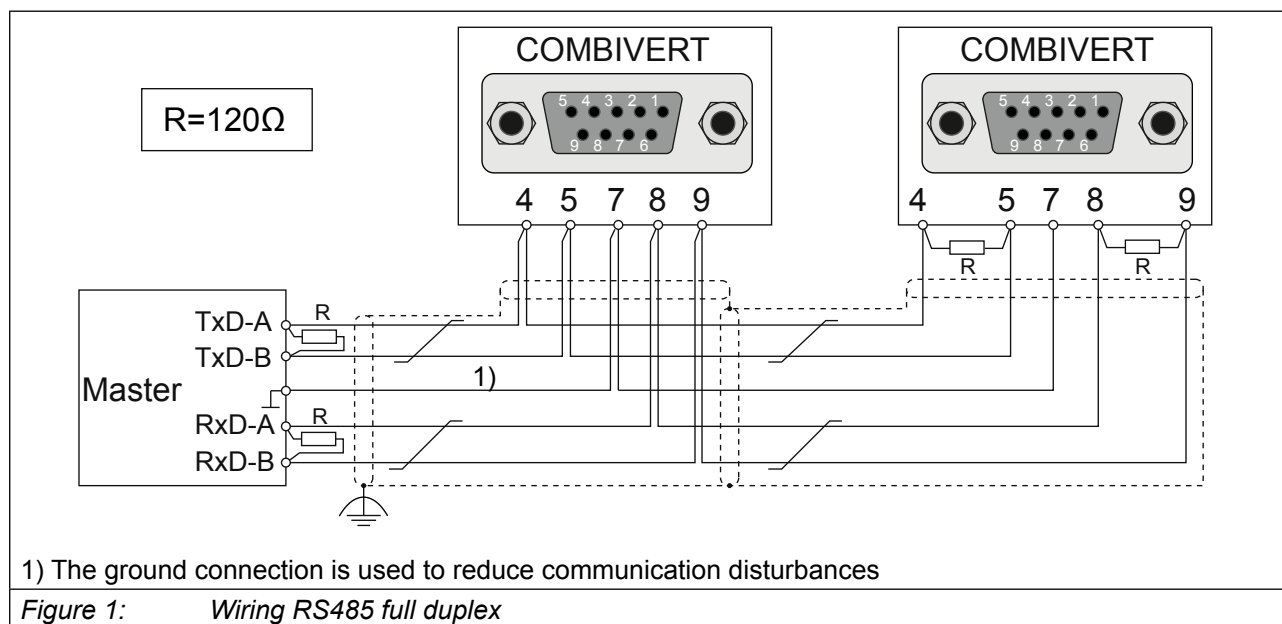 COMBIVERT COMBIVERT
R=120Ω
5 4 3 2 1 5 4 3 2 1
9 8 7 6 9 8 7 6
4 5 7 8 9 4 5 7 8 9
R R
TxD-A R
TxD-B
1)
Master
RxD-A R
RxD-B
1) The ground connection is used to reduce communication disturbances
Figure 1: Wiring RS485 full duplex